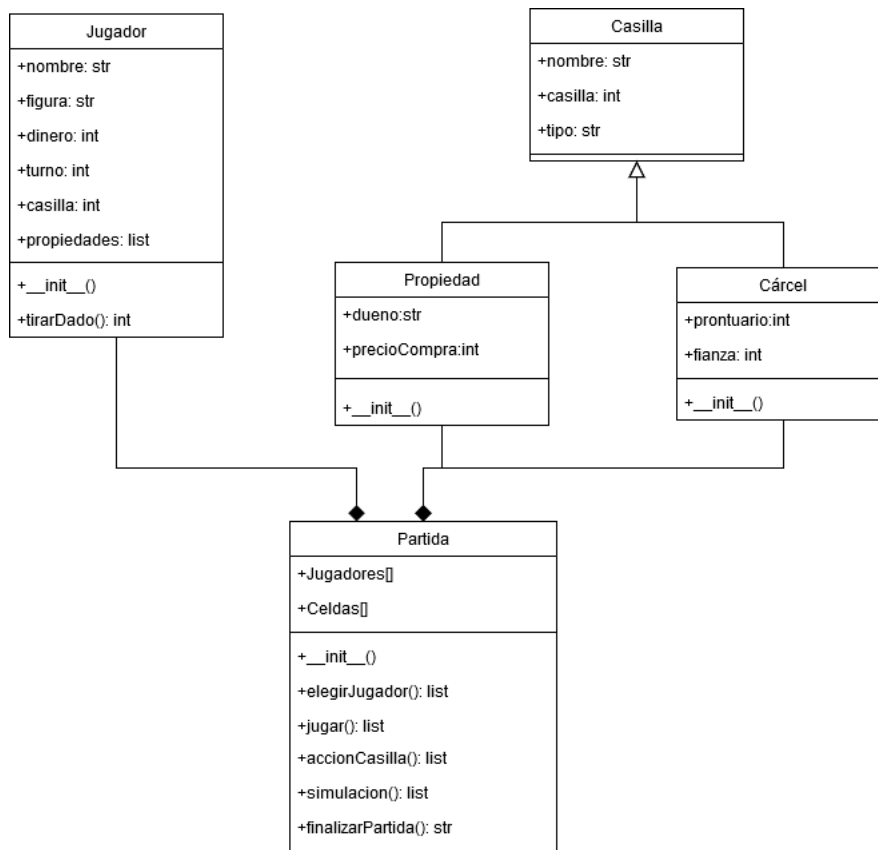 Jugador
+nombre: str
+figura: str
+dinero: int
+turno: int
+casilla: int
+propiedades: list
+__init__()
+tirarDado(): int
Casilla
+nombre: str
+casilla: int
+tipo: str
Propiedad
+dueno:str
+precioCompra:int
+__init__()
Cárcel
+prontuario:int
+fianza: int
+__init__()
Partida
+Jugadores[]
+Celdas[]
+__init__()
+elegirJugador(): list
+jugar(): list
+accionCasilla(): list
+simulacion(): list
+finalizarPartida(): str